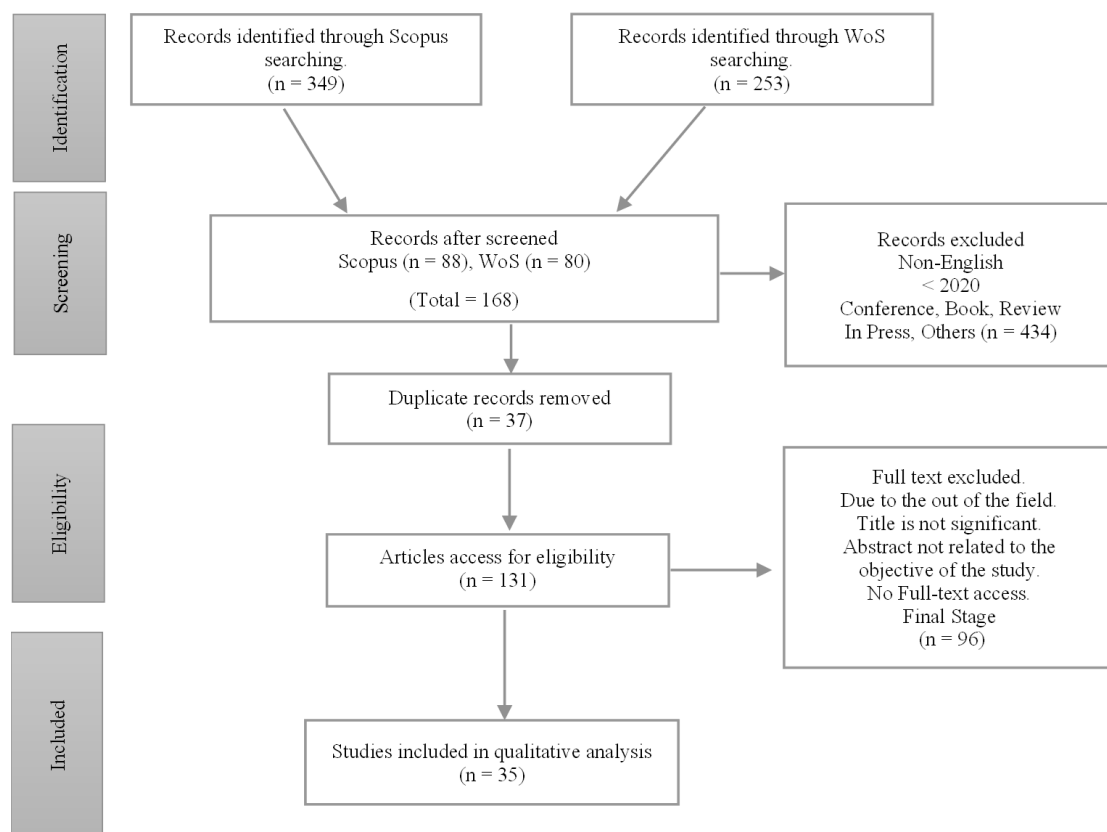 Identification
Records identified through Scopus
searching.
(n = 349)
Records identified through WoS
searching.
(n = 253)
Screening
Records after screened
Scopus (n = 88), WoS (n = 80)
(Total = 168)
Records excluded
Non-English
< 2020
Conference, Book, Review
In Press, Others (n = 434)
Duplicate records removed
(n = 37)
Eligibility
Articles access for eligibility
(n = 131)
Full text excluded.
Due to the out of the field.
Title is not significant.
Abstract not related to the
objective of the study.
No Full-text access.
Final Stage
(n = 96)
Included
Studies included in qualitative analysis
(n = 35)